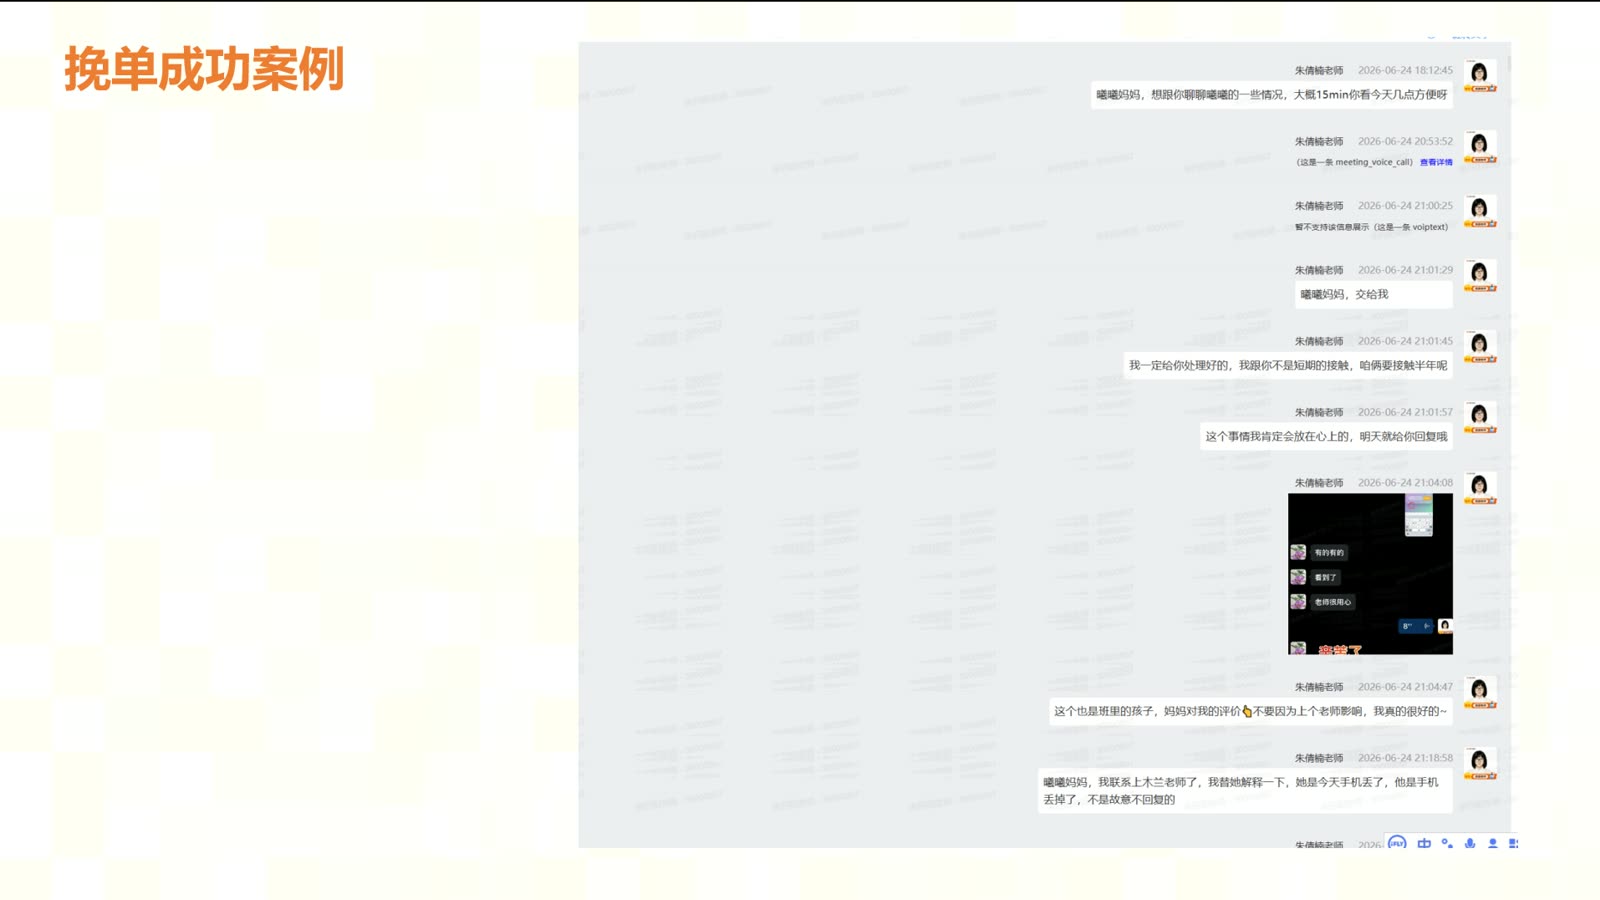 挽单成功案例
朱倩楠老师 2026-06-24 18:12:45
曦曦妈妈，想跟你聊聊曦曦的一些情况，大概15min你看今天几点方便呀
朱倩楠老师 2026-06-24 20:53:52
（这是一条 meeting_voice_call） 查看详情
朱倩楠老师 2026-06-24 21:00:25
暂不支持该信息展示（这是一条 voiptext）
朱倩楠老师 2026-06-24 21:01:29
曦曦妈妈，交给我
朱倩楠老师 2026-06-24 21:01:45
我一定给你处理好的，我跟你不是短期的接触，咱俩要接触半年呢
朱倩楠老师 2026-06-24 21:01:57
这个事情我肯定会放在心上的，明天就给你回复哦
朱倩楠老师 2026-06-24 21:04:08
有的有的
看到了
老师很用心
8''
辛苦了
朱倩楠老师 2026-06-24 21:04:47
这个也是班里的孩子，妈妈对我的评价👆不要因为上个老师影响，我真的很好的~
朱倩楠老师 2026-06-24 21:18:58
曦曦妈妈，我联系上木兰老师了，我替她解释一下，她是今天手机丢了，他是手机
丢掉了，不是故意不回复的
朱倩楠老师 2026-
iFLY 中